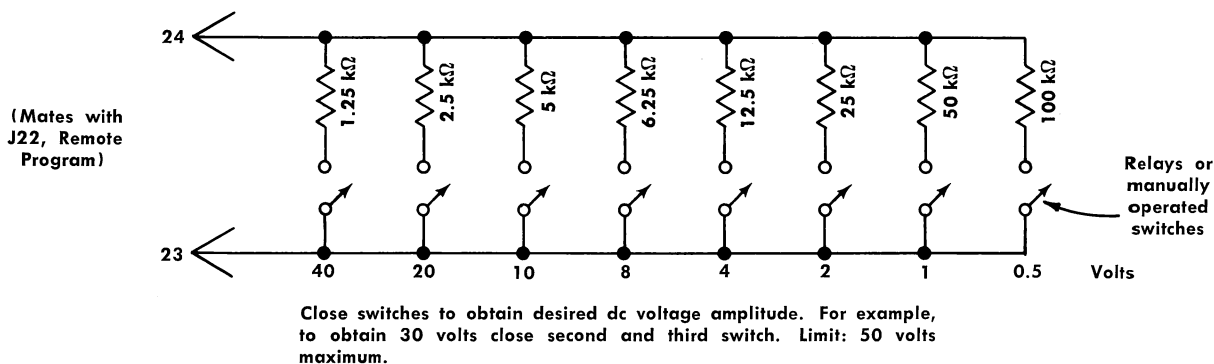 24
1.25 kΩ
2.5 kΩ
5 kΩ
6.25 kΩ
12.5 kΩ
25 kΩ
50 kΩ
100 kΩ
(Mates with
J22, Remote
Program)
Relays or
manually
operated
switches
23
40 20 10 8 4 2 1 0.5 Volts
Close switches to obtain desired dc voltage amplitude. For example,
to obtain 30 volts close second and third switch. Limit: 50 volts
maximum.